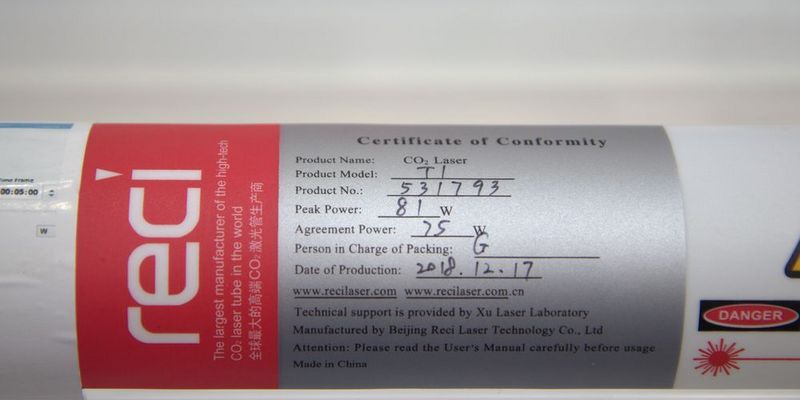 Time Frame
00:05:00
W
reci
The largest manufacturer of the high-tech
CO₂ laser tube in the world
全球最大的高端CO₂激光管生产商
Certificate of Conformity
Product Name: CO₂ Laser
Product Model: T1
Product No.: 531793
Peak Power: 81 W
Agreement Power: 75 W
Person in Charge of Packing: G
Date of Production: 2018.12.17
www.recilaser.com www.recilaser.com.cn
Technical support is provided by Xu Laser Laboratory
Manufactured by Beijing Reci Laser Technology Co., Ltd
Attention: Please read the User's Manual carefully before usage
Made in China
DANGER